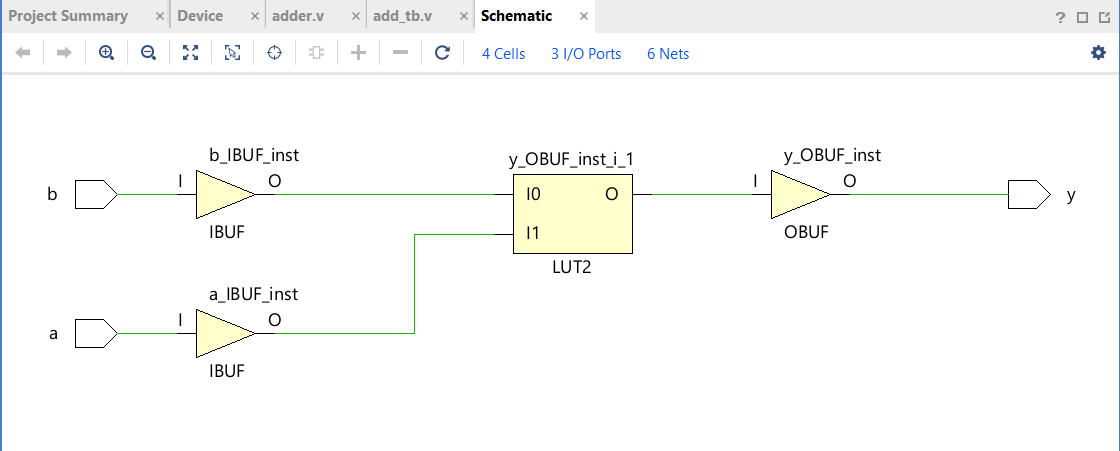 Project Summary × Device × adder.v × add_tb.v × Schematic × ?
4 Cells 3 I/O Ports 6 Nets
b_IBUF_inst y_OBUF_inst_i_1 y_OBUF_inst
b I O I0 O I O y
I1
IBUF OBUF
LUT2
a_IBUF_inst
a I O
IBUF